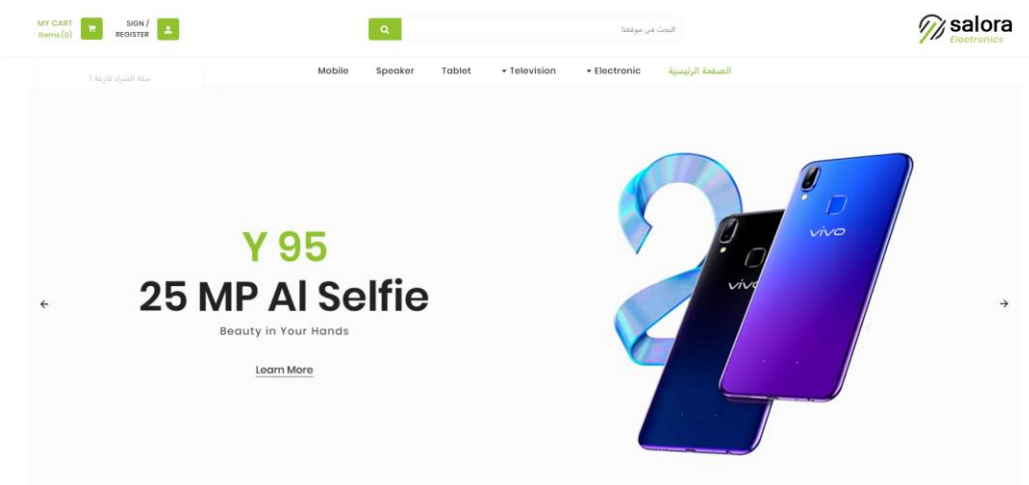 MY CART
Items(0)
SIGN /
REGISTER
البحث في موقعنا
salora
Electronics
سلة الشراء فارغة !
Mobile
Speaker
Tablet
Television
Electronic
الصفحة الرئيسية
Y 95
25 MP AI Selfie
Beauty in Your Hands
Learn More
vivo
vivo